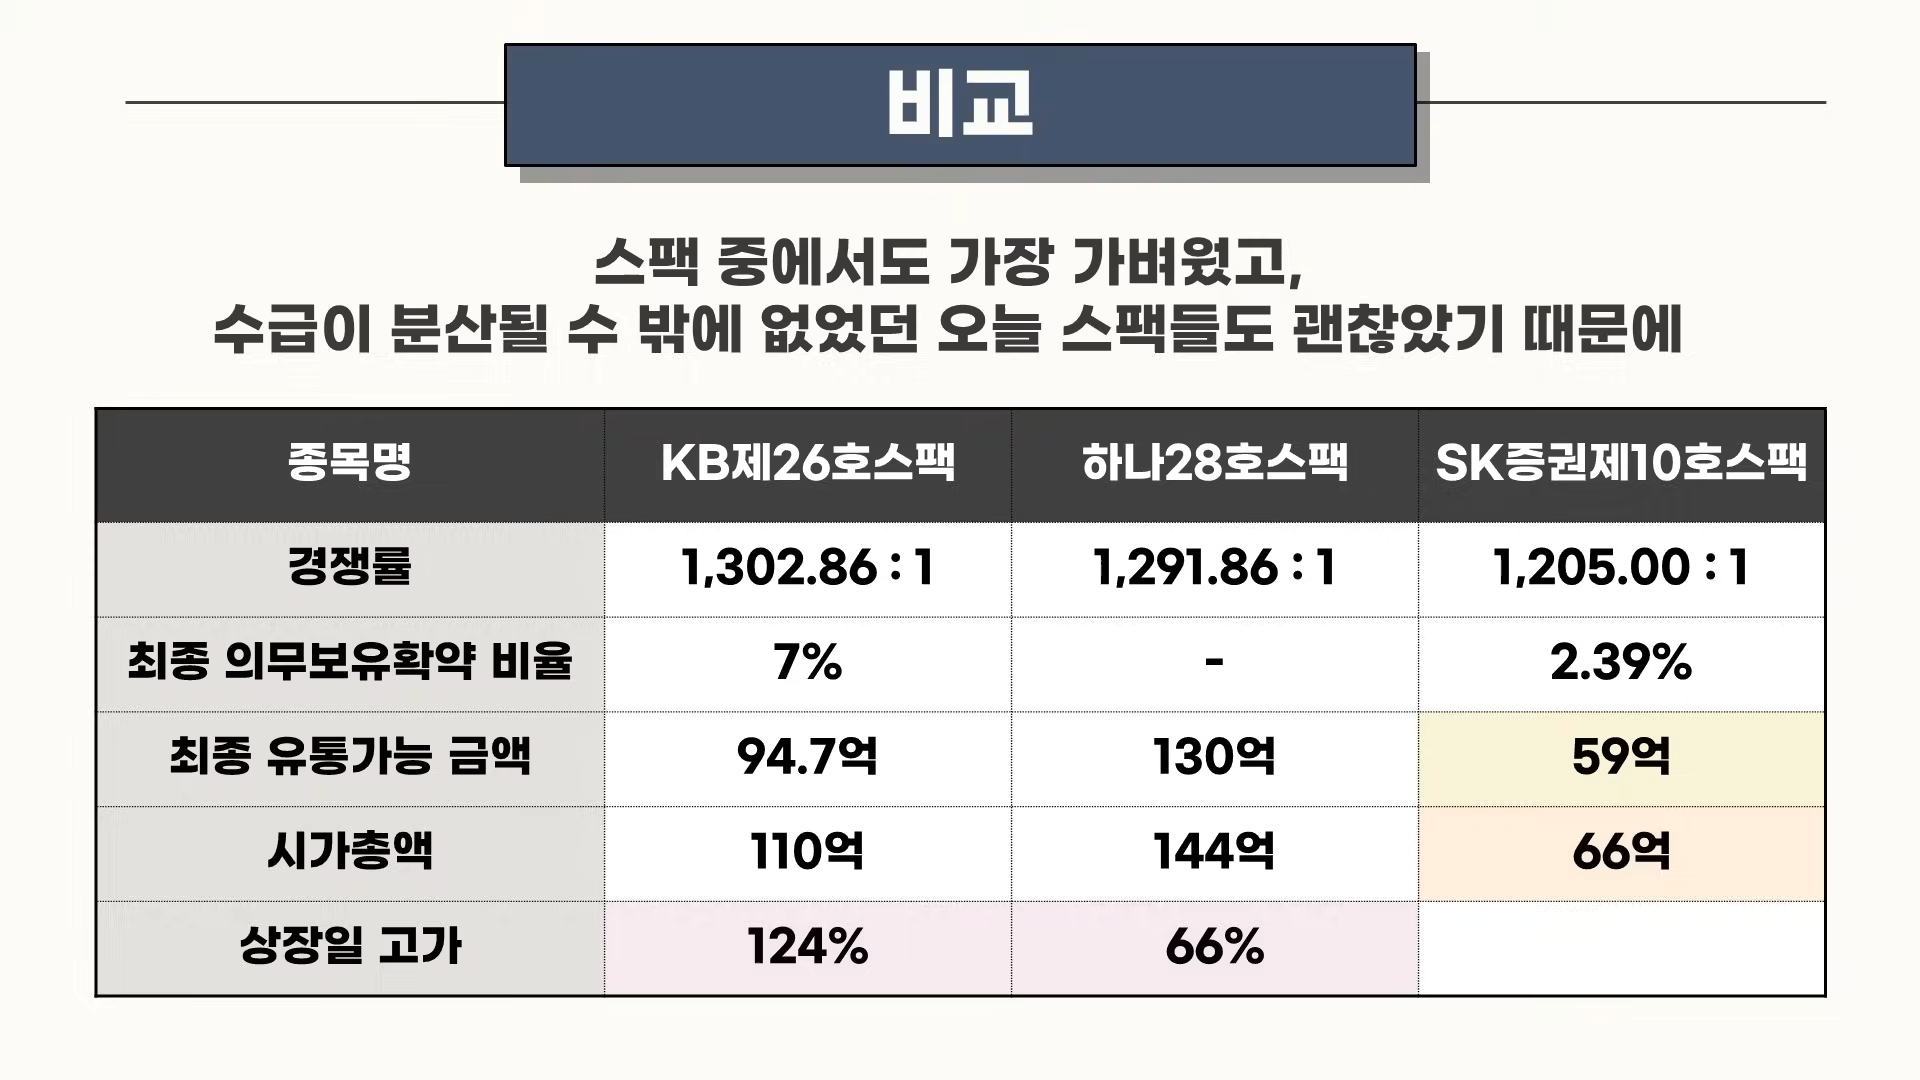 비교
스팩 중에서도 가장 가벼웠고,
수급이 분산될 수 밖에 없었던 오늘 스팩들도 괜찮았기 때문에
종목명 KB제26호스팩 하나28호스팩 SK증권제10호스팩
경쟁률 1,302.86 : 1 1,291.86 : 1 1,205.00 : 1
최종 의무보유확약 비율 7% - 2.39%
최종 유통가능 금액 94.7억 130억 59억
시가총액 110억 144억 66억
상장일 고가 124% 66%